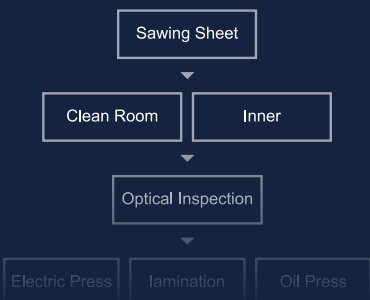 Sawing Sheet
Clean Room
Inner
Optical Inspection
Electric Press
lamination
Oil Press